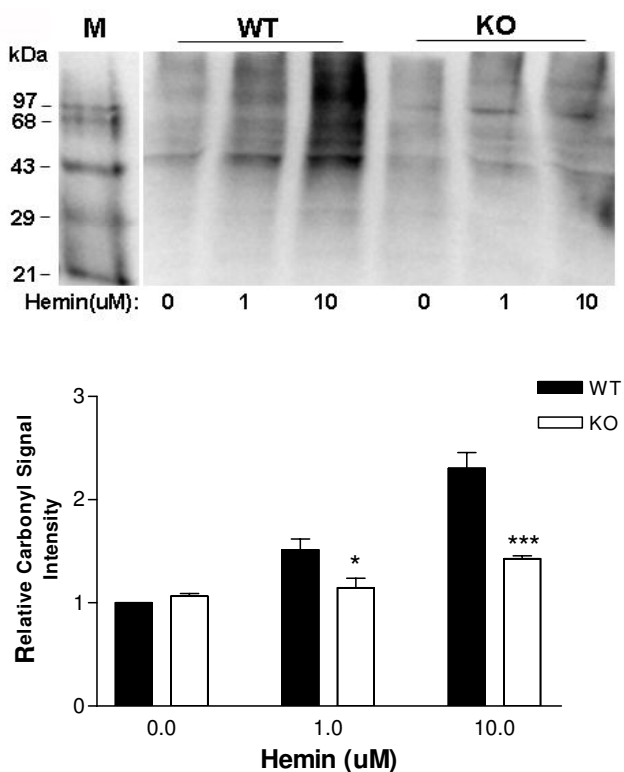 M WT KO
kDa
97
68
43
29
21
Hemin(uM): 0 1 10 0 1 10
WT
KO
3
2
1
0
Relative Carbonyl Signal
Intensity
*
***
0.0 1.0 10.0
Hemin (uM)